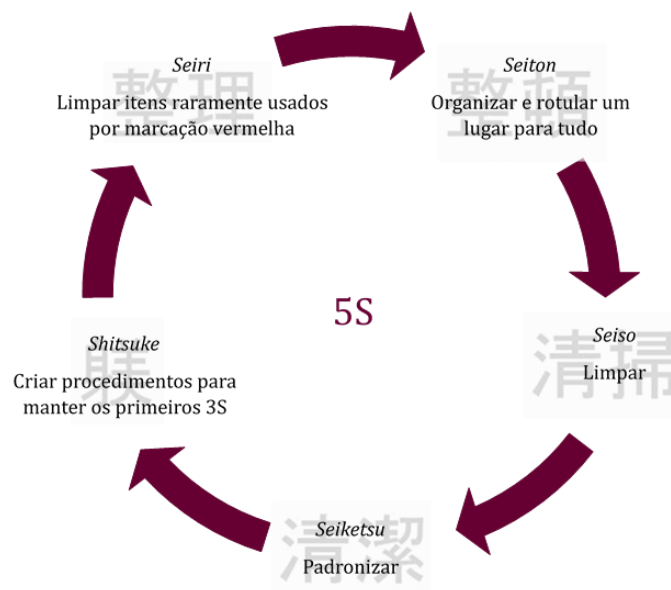 整理
Seiri
Limpar itens raramente usados
por marcação vermelha
整頓
Seiton
Organizar e rotular um
lugar para tudo
5S
清掃
Seiso
Limpar
清潔
Seiketsu
Padronizar
躾
Shitsuke
Criar procedimentos para
manter os primeiros 3S